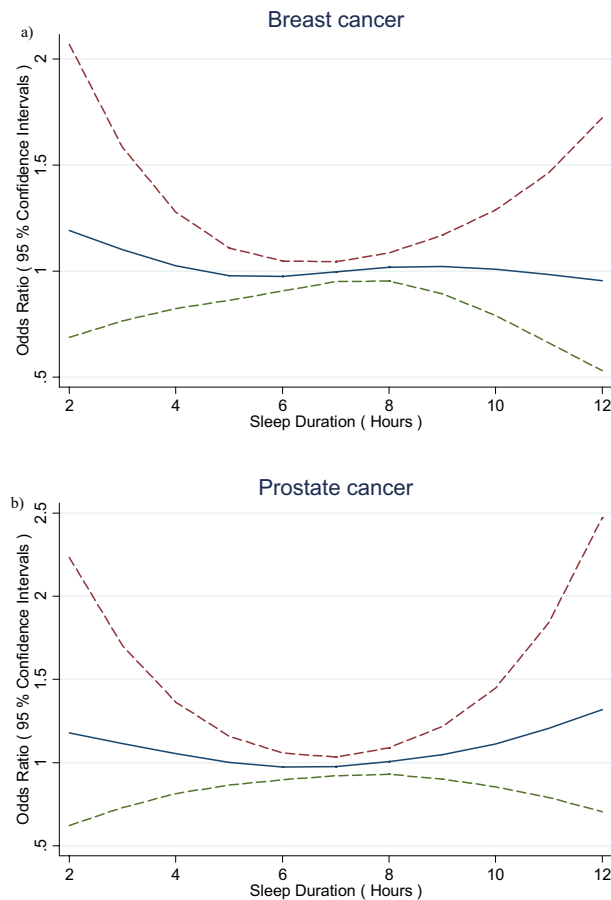 a)
Breast cancer
Odds Ratio ( 95 % Confidence Intervals )
2
1.5
1
.5
2 4 6 8 10 12
Sleep Duration ( Hours )
b)
Prostate cancer
Odds Ratio ( 95 % Confidence Intervals )
2.5
2
1.5
1
.5
2 4 6 8 10 12
Sleep Duration ( Hours )